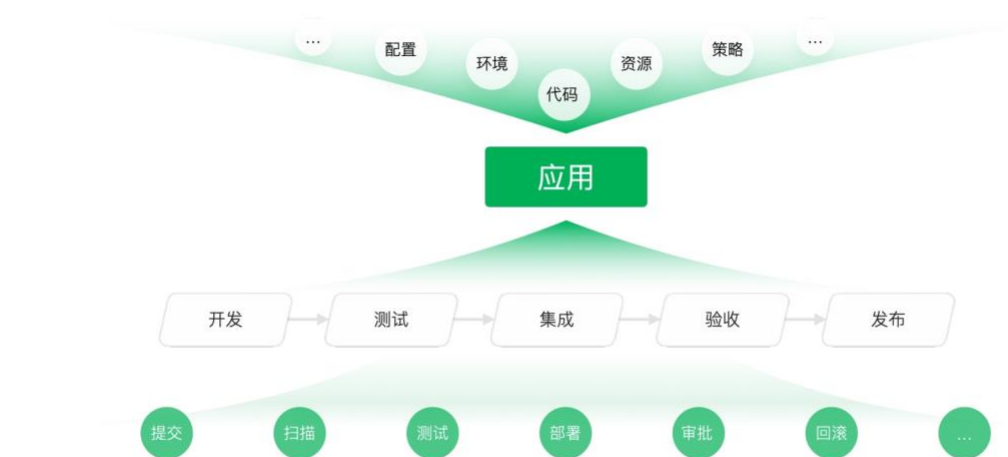 ...
配置
环境
代码
资源
策略
...
应用
开发
测试
集成
验收
发布
提交
扫描
测试
部署
审批
回滚
...